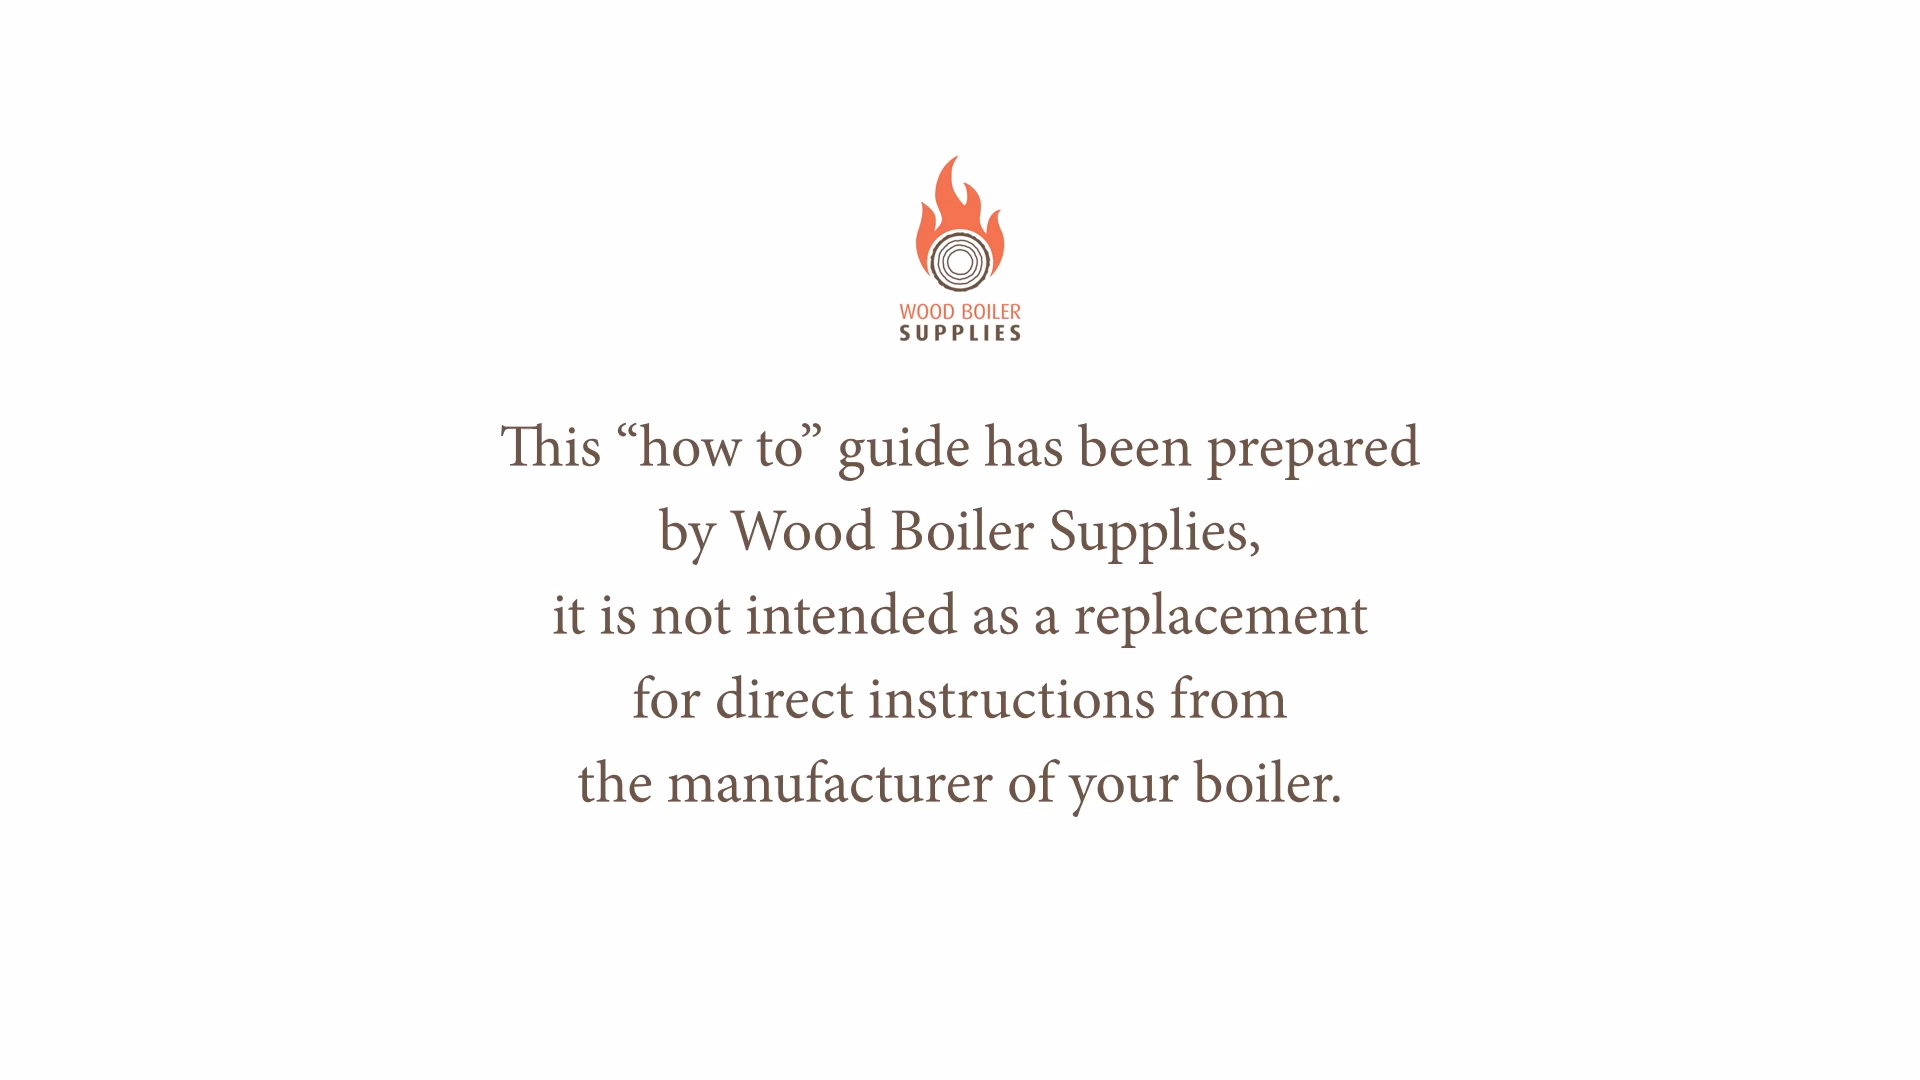 WOOD BOILER
SUPPLIES
This “how to” guide has been prepared
by Wood Boiler Supplies,
it is not intended as a replacement
for direct instructions from
the manufacturer of your boiler.